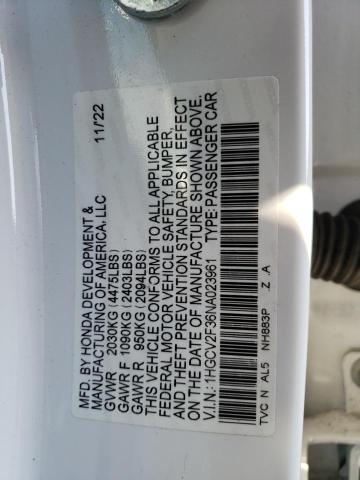 MFD. BY HONDA DEVELOPMENT & 11/22
MANUFACTURING OF AMERICA, LLC
GVWR 2030KG (4475LBS)
GAWR F 1090KG (2403LBS)
GAWR R 950KG (2094LBS)
THIS VEHICLE CONFORMS TO ALL APPLICABLE
FEDERAL MOTOR VEHICLE SAFETY, BUMPER,
AND THEFT PREVENTION STANDARDS IN EFFECT
ON THE DATE OF MANUFACTURE SHOWN ABOVE.
V.I.N.: 1HGCV2F36NA023961 TYPE: PASSENGER CAR
TVC N AL5 NH883P .Z .A